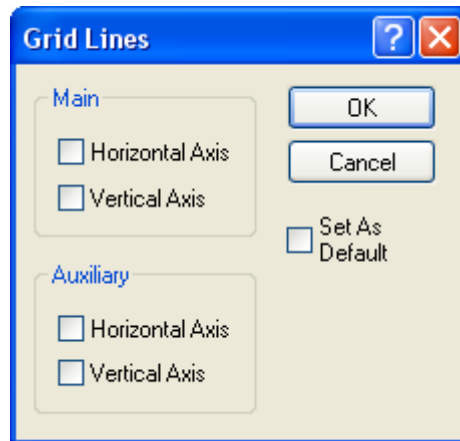 Grid Lines
?
Main
Horizontal Axis
Vertical Axis
OK
Cancel
Set As
Default
Auxiliary
Horizontal Axis
Vertical Axis